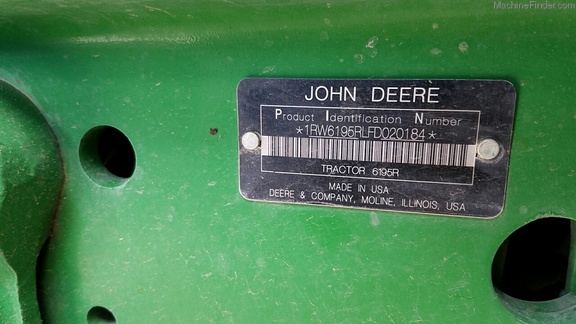 MachineFinder.com
JOHN DEERE
Product Identification Number
*1RW6195RLFD020184*
TRACTOR 6195R
MADE IN USA
DEERE & COMPANY, MOLINE, ILLINOIS, USA